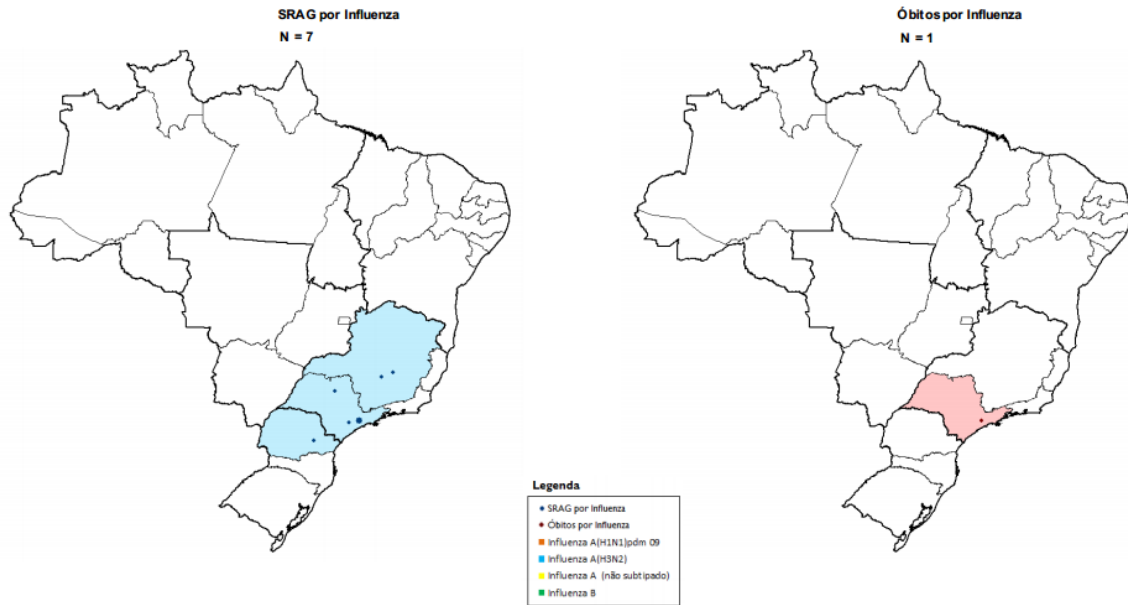 SRAG por Influenza
N = 7
Óbitos por Influenza
N = 1
Legenda
SRAG por Influenza
Óbitos por Influenza
Influenza A(H1N1)pdm 09
Influenza A(H3N2)
Influenza A (não subtipado)
Influenza B